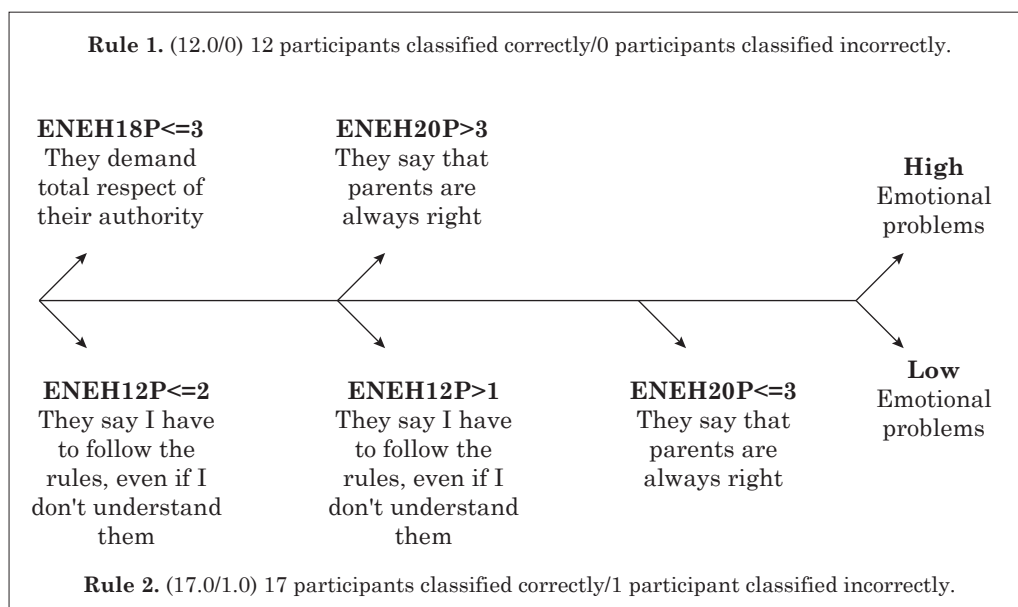 Rule 1. (12.0/0) 12 participants classified correctly/0 participants classified incorrectly.
ENEH18P<=3
They demand
total respect of
their authority
ENEH20P>3
They say that
parents are
always right
High
Emotional
problems
ENEH12P<=2
They say I have
to follow the
rules, even if I
don't understand
them
ENEH12P>1
They say I have
to follow the
rules, even if I
don't understand
them
ENEH20P<=3
They say that
parents are
always right
Low
Emotional
problems
Rule 2. (17.0/1.0) 17 participants classified correctly/1 participant classified incorrectly.